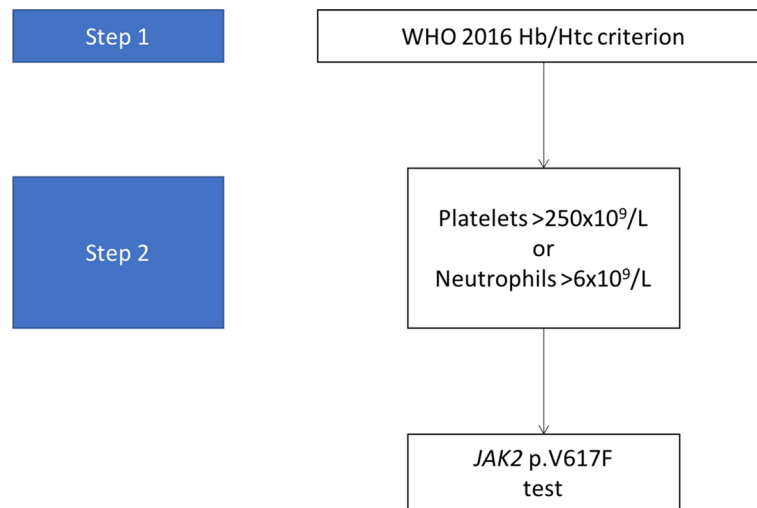 Step 1
WHO 2016 Hb/Htc criterion
Step 2
Platelets >250x10⁹/L
or
Neutrophils >6x10⁹/L
JAK2 p.V617F
test